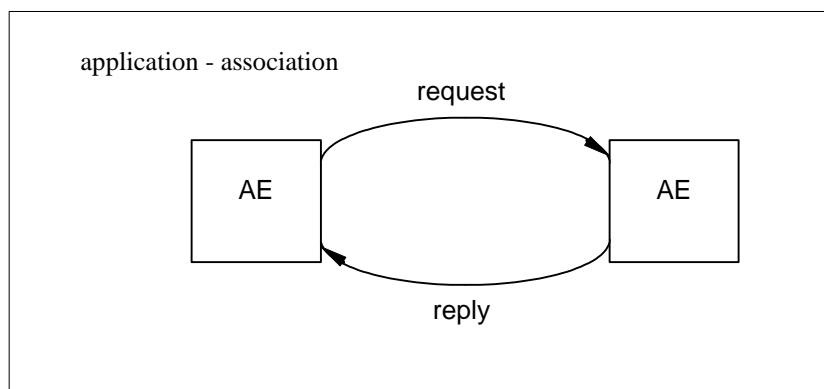 application - association
request
AE
AE
reply